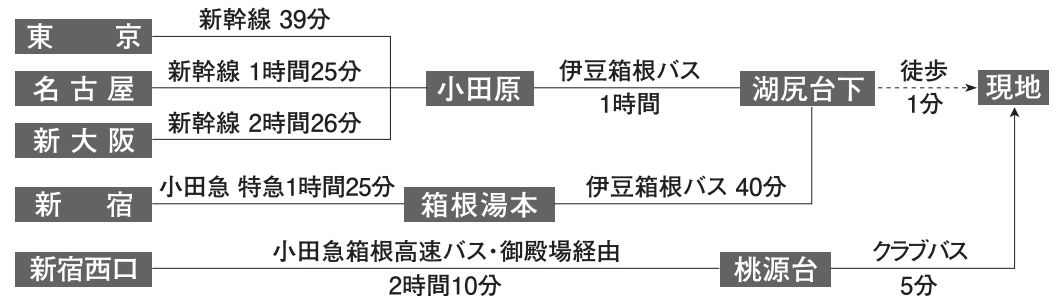 東京
新幹線 39分
名古屋
新幹線 1時間25分
新大阪
新幹線 2時間26分
小田原
伊豆箱根バス
1時間
湖尻台下
徒歩
1分
現地
新宿
小田急 特急1時間25分
箱根湯本
伊豆箱根バス 40分
新宿西口
小田急箱根高速バス・御殿場経由
2時間10分
桃源台
クラブバス
5分